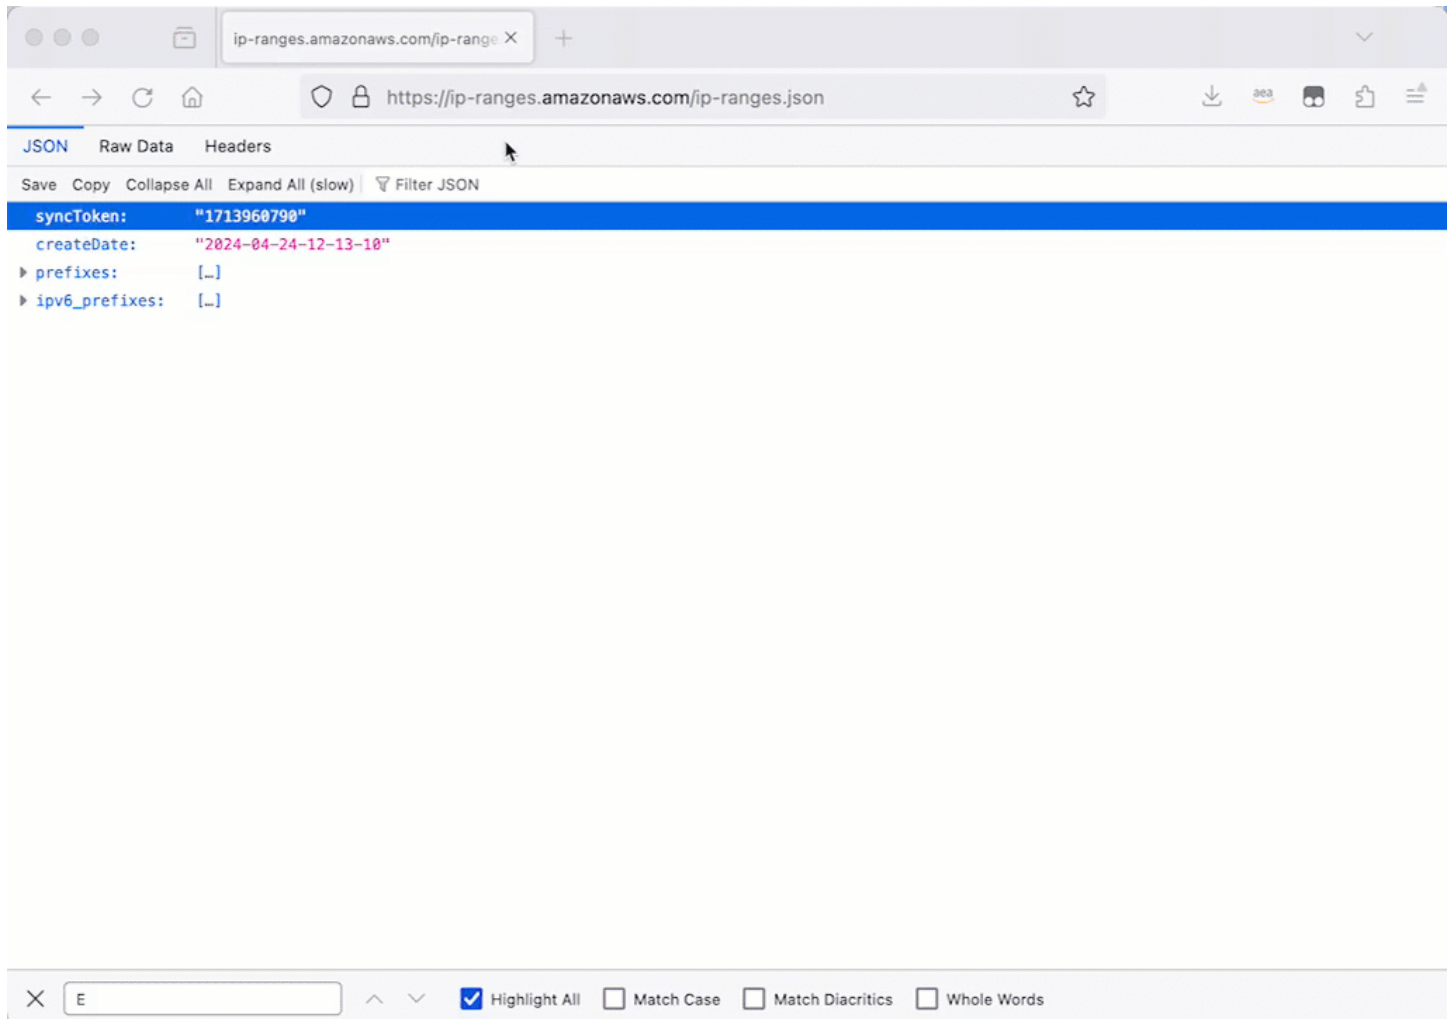 ip-ranges.amazonaws.com/ip-range
https://ip-ranges.amazonaws.com/ip-ranges.json
aea
JSON Raw Data Headers
Save Copy Collapse All Expand All (slow) Filter JSON
syncToken: "1713960790"
createDate: "2024-04-24-12-13-10"
prefixes: […]
ipv6_prefixes: […]
E Highlight All Match Case Match Diacritics Whole Words